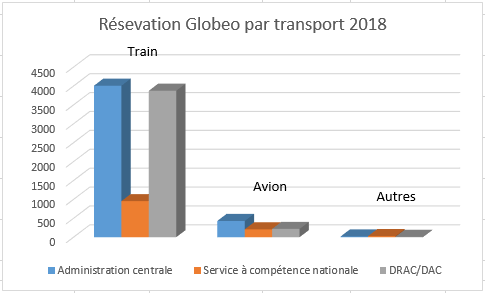 Résevation Globeo par transport 2018
Train
Avion
Autres
4500
4000
3500
3000
2500
2000
1500
1000
500
0
Administration centrale
Service à compétence nationale
DRAC/DAC